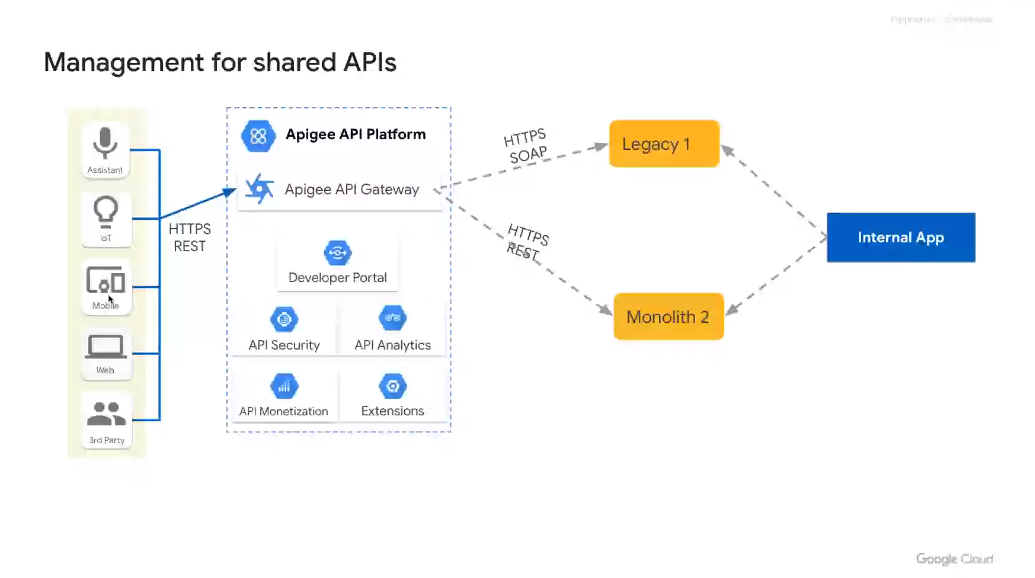 Management for shared APIs
Assistant
IoT
Mobile
Web
3rd Party
HTTPS
REST
Apigee API Platform
Apigee API Gateway
Developer Portal
API Security
API Analytics
API Monetization
Extensions
HTTPS
SOAP
HTTPS
REST
Legacy 1
Monolith 2
Internal App
Google Cloud